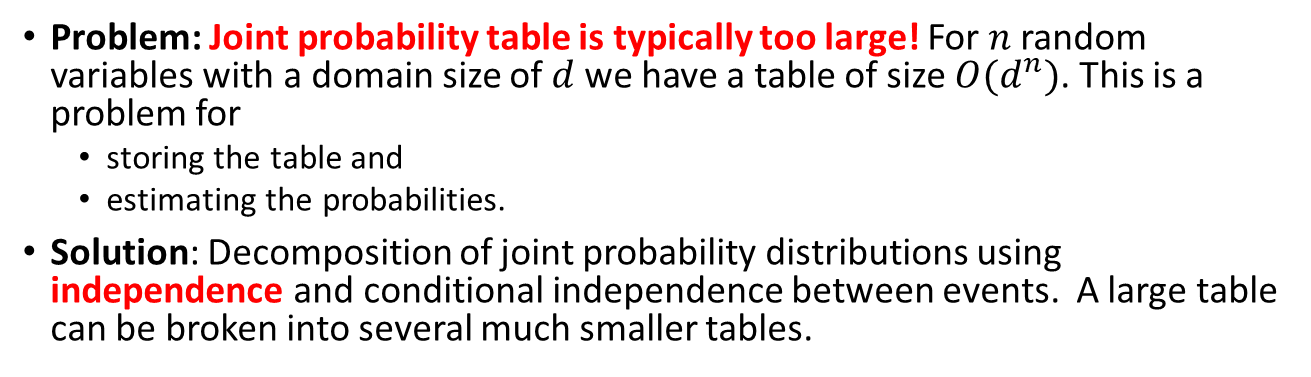 • Problem: Joint probability table is typically too large! For n random
variables with a domain size of d we have a table of size O(dⁿ). This is a
problem for
• storing the table and
• estimating the probabilities.
• Solution: Decomposition of joint probability distributions using
independence and conditional independence between events. A large table
can be broken into several much smaller tables.